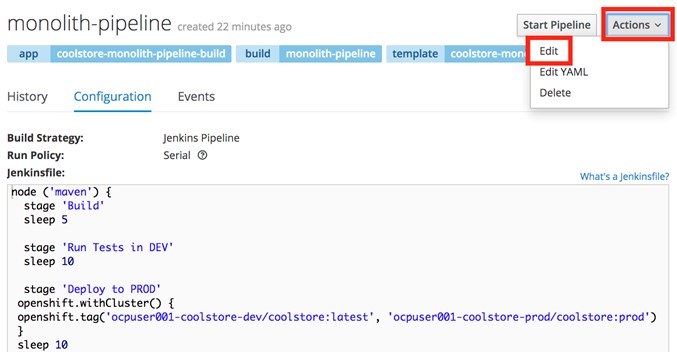 monolith-pipeline created 22 minutes ago
Start Pipeline Actions
app coolstore-monolith-pipeline-build build monolith-pipeline template coolstore-mon
Edit
Edit YAML
Delete
History Configuration Events
Build Strategy: Jenkins Pipeline
Run Policy: Serial
Jenkinsfile:
What's a Jenkinsfile?
node ('maven') {
stage 'Build'
sleep 5
stage 'Run Tests in DEV'
sleep 10
stage 'Deploy to PROD'
openshift.withCluster() {
openshift.tag('ocpuser001-coolstore-dev/coolstore:latest', 'ocpuser001-coolstore-prod/coolstore:prod')
}
sleep 10